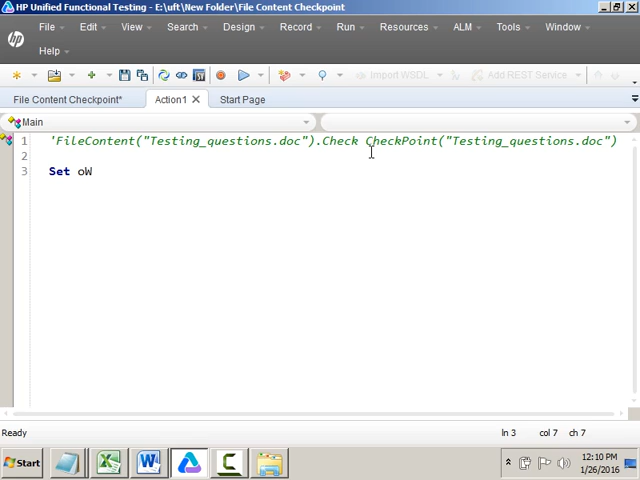 HP Unified Functional Testing - E:\uft\New Folder\File Content Checkpoint
File Edit View Search Design Record Run Resources ALM Tools Window
Help
Import WSDL Add REST Service
File Content Checkpoint* Action1 Start Page
Main
1 'FileContent("Testing_questions.doc").Check CheckPoint("Testing_questions.doc")
2
3 Set oW
Ready ln 3 col 7 ch 7
Start 12:10 PM
1/26/2016